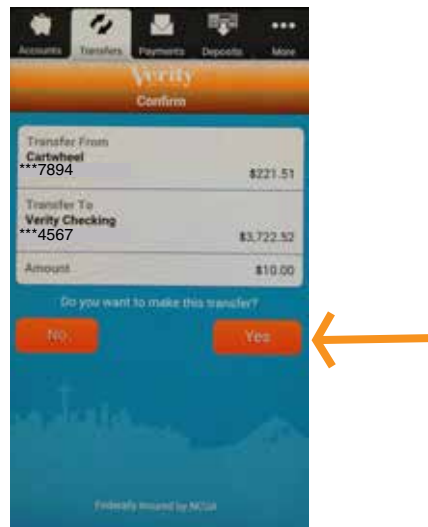 Accounts Transfers Payments Deposits More
Verity
Confirm
Transfer From
Cartwheel
***7894
$221.51
Transfer To
Verity Checking
***4567
$3,722.52
Amount $10.00
Do you want to make this transfer?
No Yes
Federally Insured by NCUA